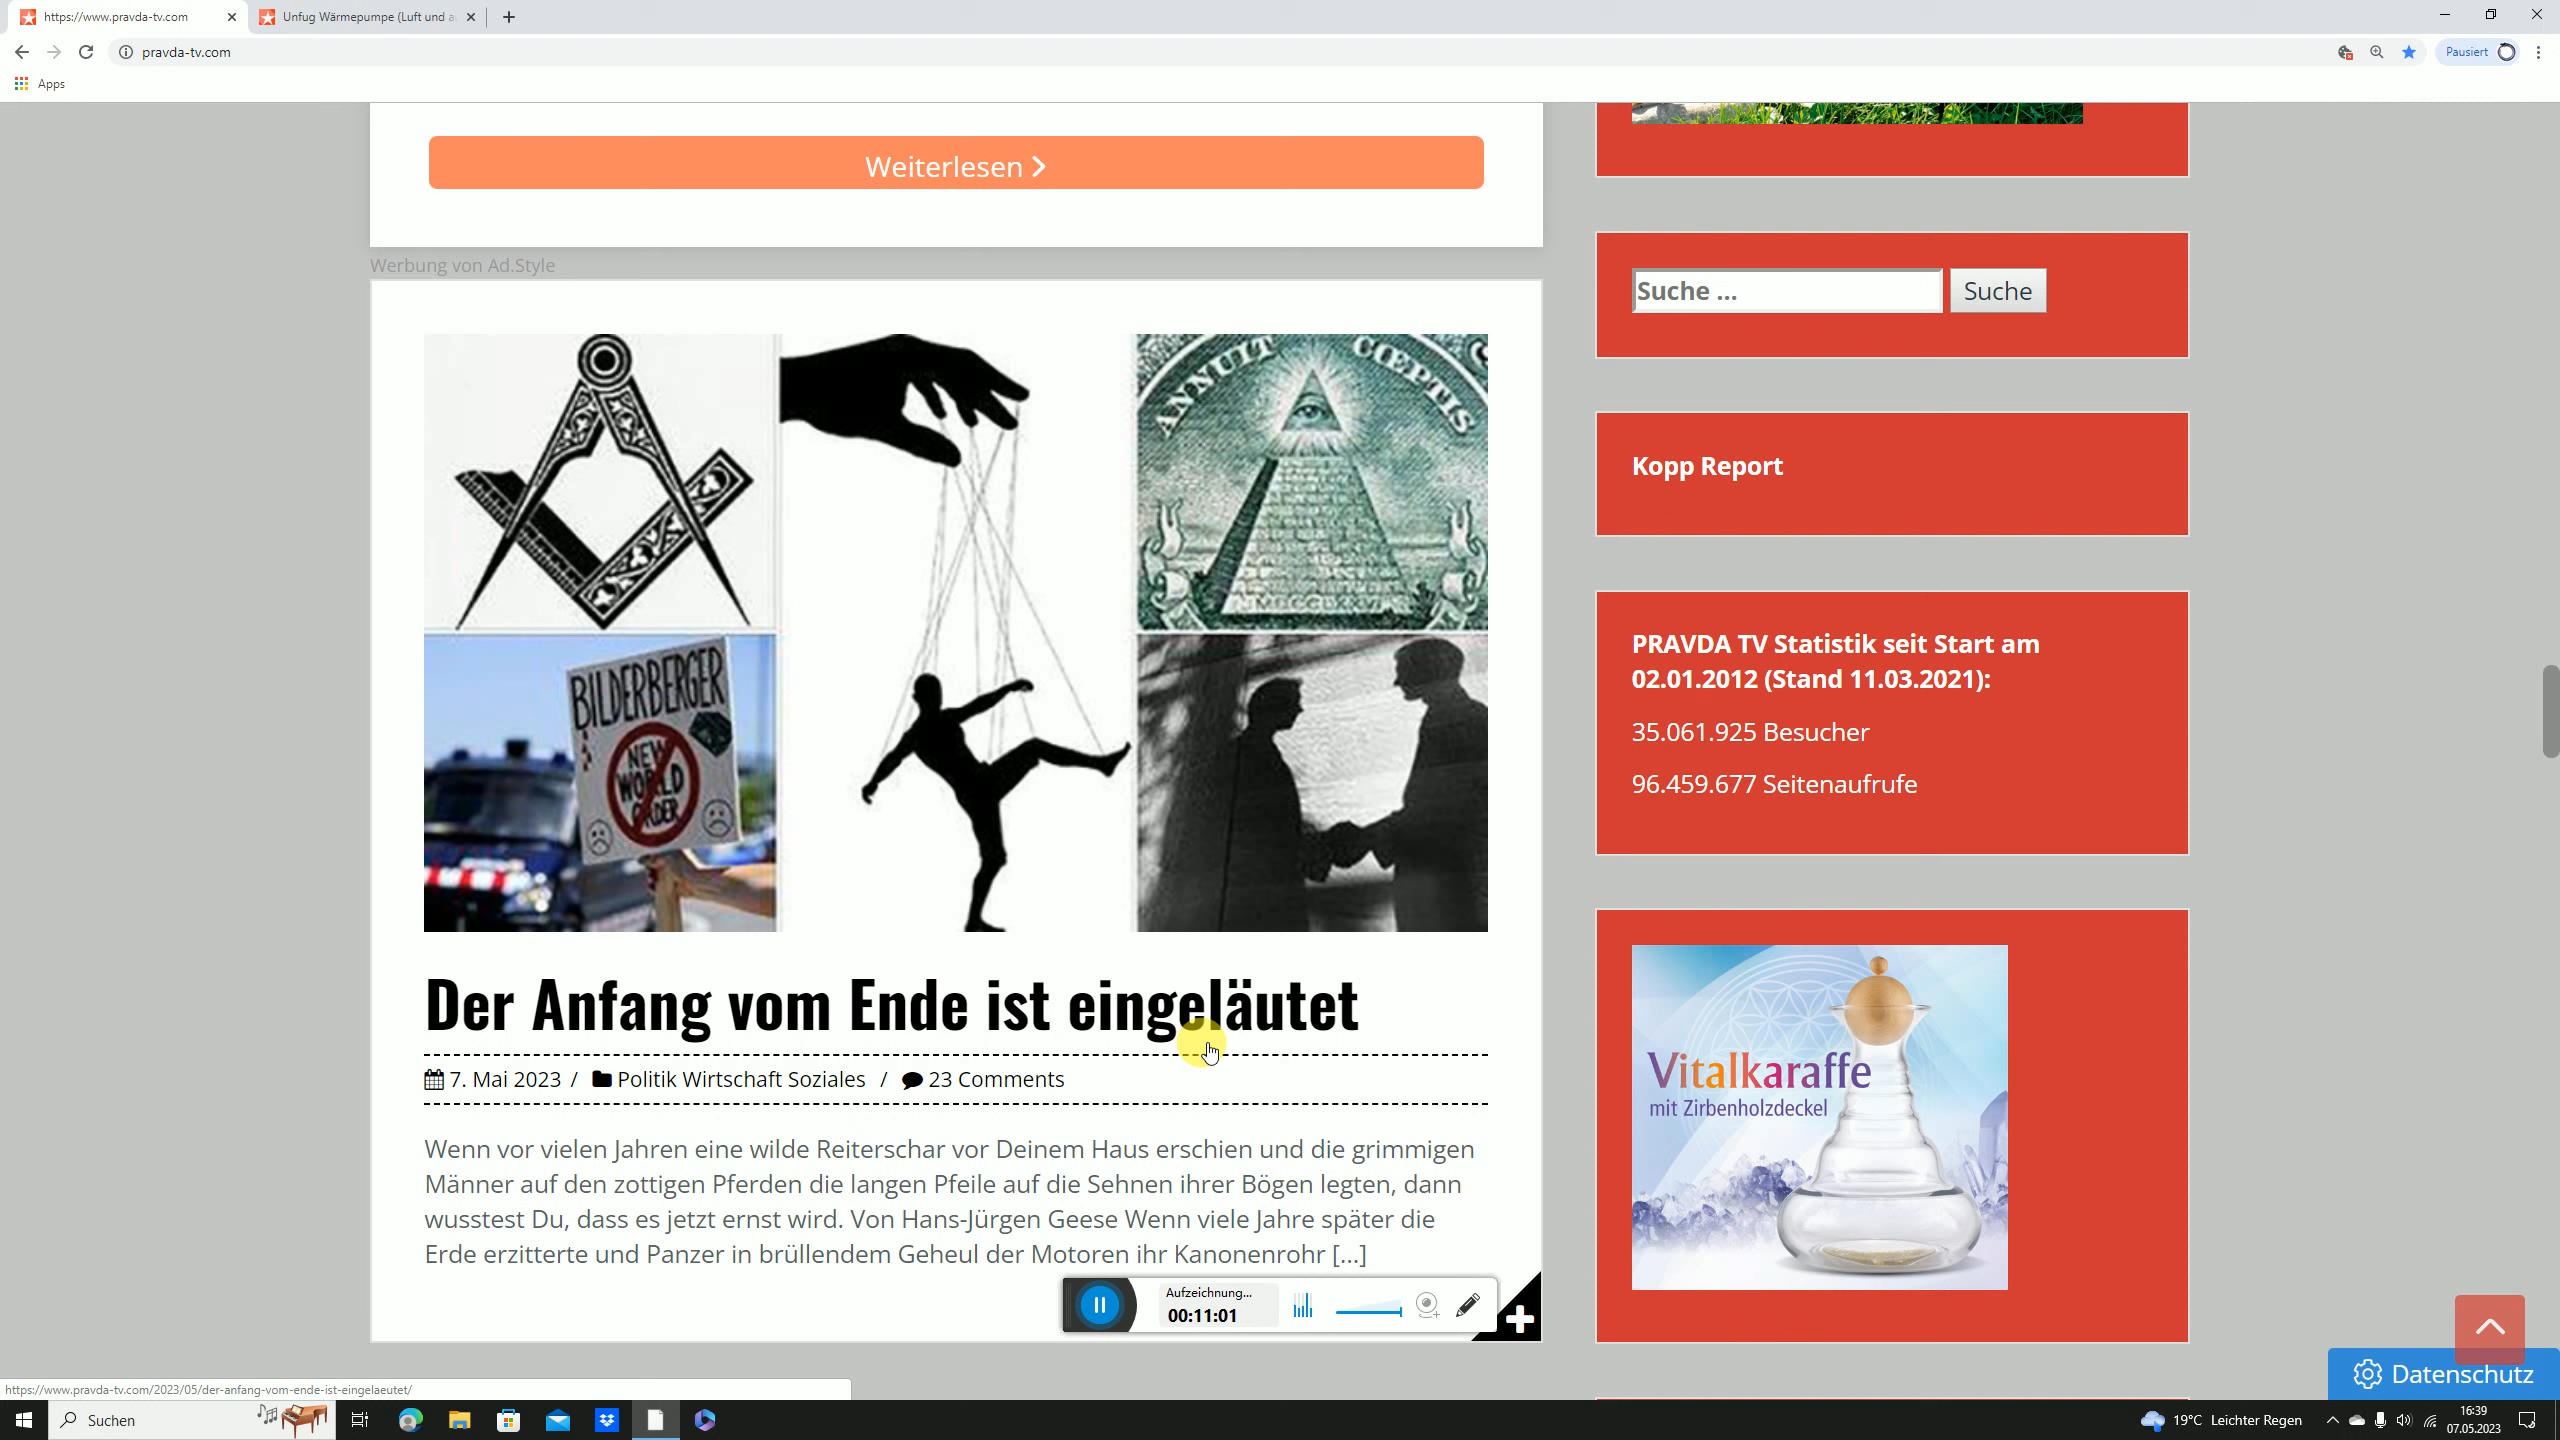 https://www.pravda-tv.com
Unfug Wärmepumpe (Luft und a
pravda-tv.com
Pausiert
Apps
Weiterlesen
Werbung von Ad.Style
ANNUIT COEPTIS
MDCCLXXVI
BILDERBERGER
NEW
WORLD
ORDER
Der Anfang vom Ende ist eingeläutet
7. Mai 2023 / Politik Wirtschaft Soziales / 23 Comments
Wenn vor vielen Jahren eine wilde Reiterschar vor Deinem Haus erschien und die grimmigen
Männer auf den zottigen Pferden die langen Pfeile auf die Sehnen ihrer Bögen legten, dann
wusstest Du, dass es jetzt ernst wird. Von Hans-Jürgen Geese Wenn viele Jahre später die
Erde erzitterte und Panzer in brüllendem Geheul der Motoren ihr Kanonenrohr [...]
Aufzeichnung...
00:11:01
Suche ...
Suche
Kopp Report
PRAVDA TV Statistik seit Start am
02.01.2012 (Stand 11.03.2021):
35.061.925 Besucher
96.459.677 Seitenaufrufe
Vitalkaraffe
mit Zirbenholzdeckel
Datenschutz
https://www.pravda-tv.com/2023/05/der-anfang-vom-ende-ist-eingelaeutet/
Suchen
19°C Leichter Regen
16:39
07.05.2023